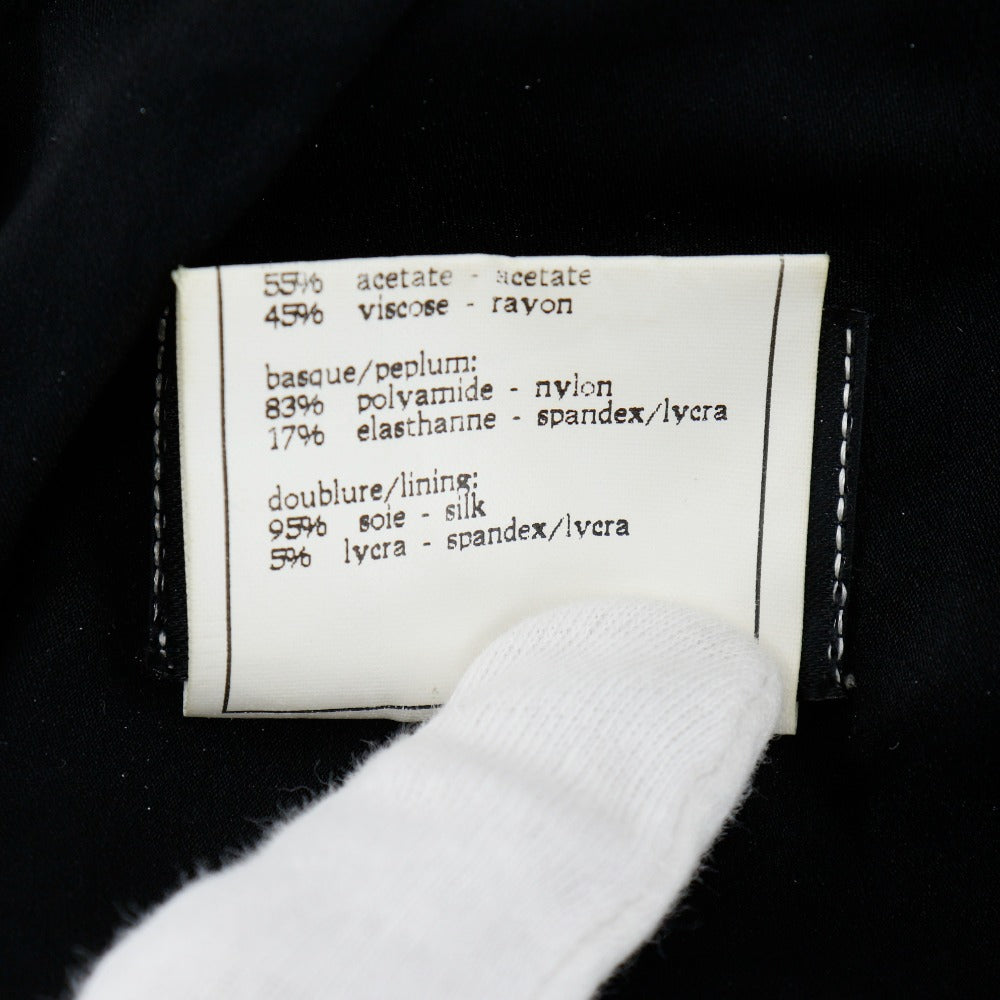 55% acetate - acetate
45% viscose - rayon
basque/peplum:
83% polyamide - nylon
17% elasthanne - spandex/lycra
doublure/lining:
95% soie - silk
5% lycra - spandex/lycra